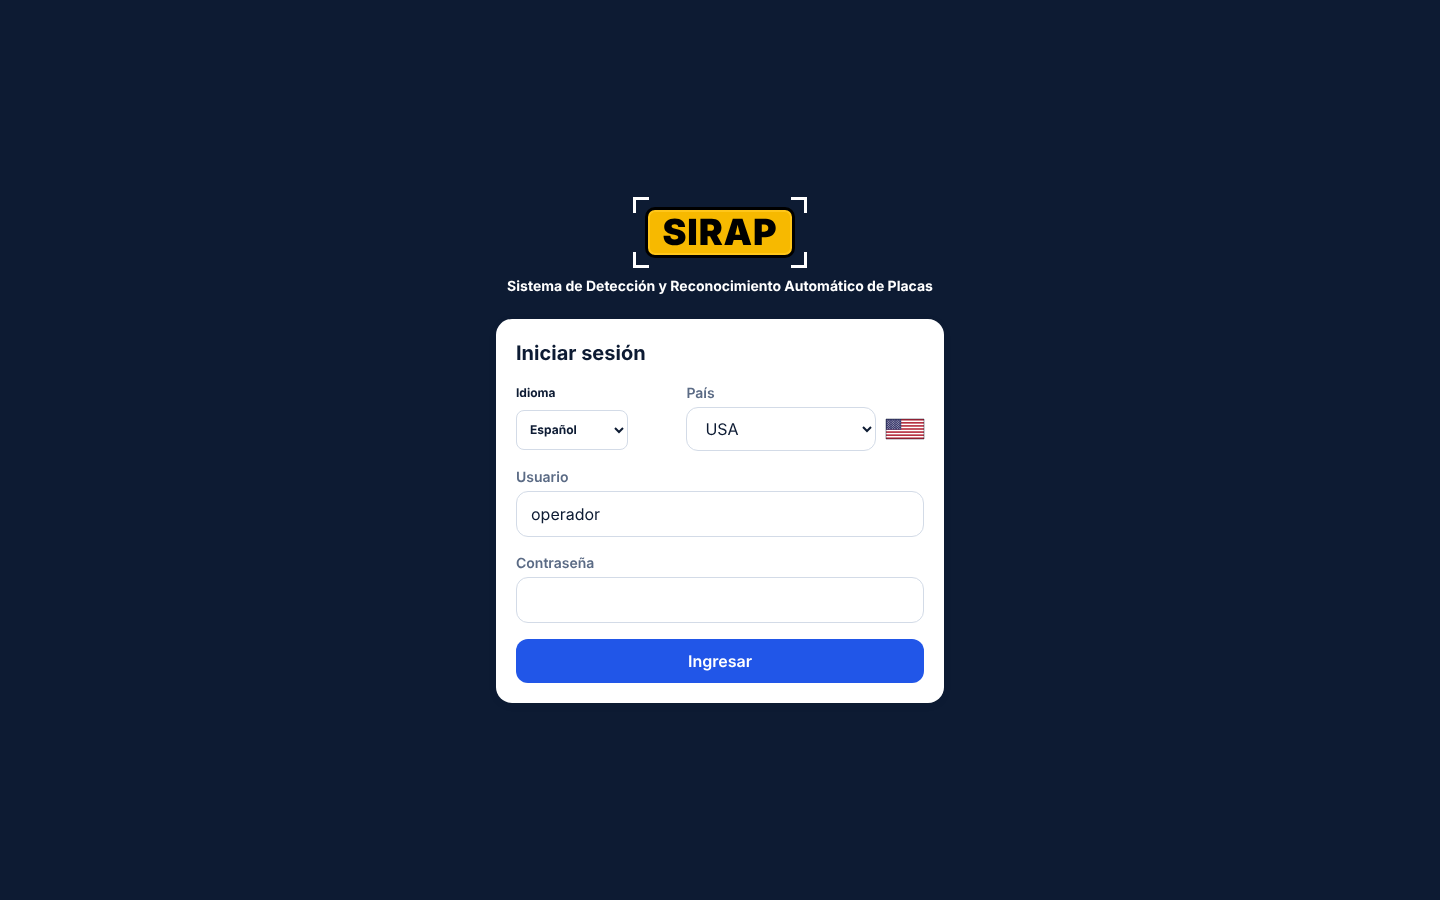 SIRAP
Sistema de Detección y Reconocimiento Automático de Placas
Iniciar sesión
Idioma
País
Español
USA
Usuario
operador
Contraseña
Ingresar